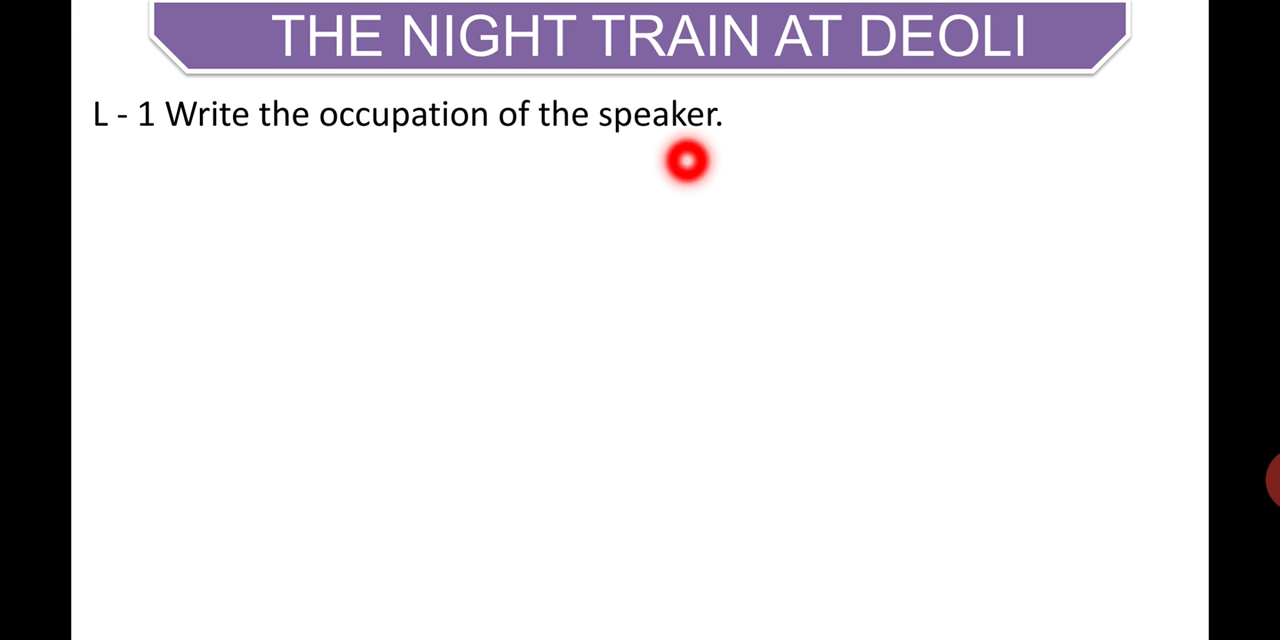 THE NIGHT TRAIN AT DEOLI
L - 1 Write the occupation of the speaker.